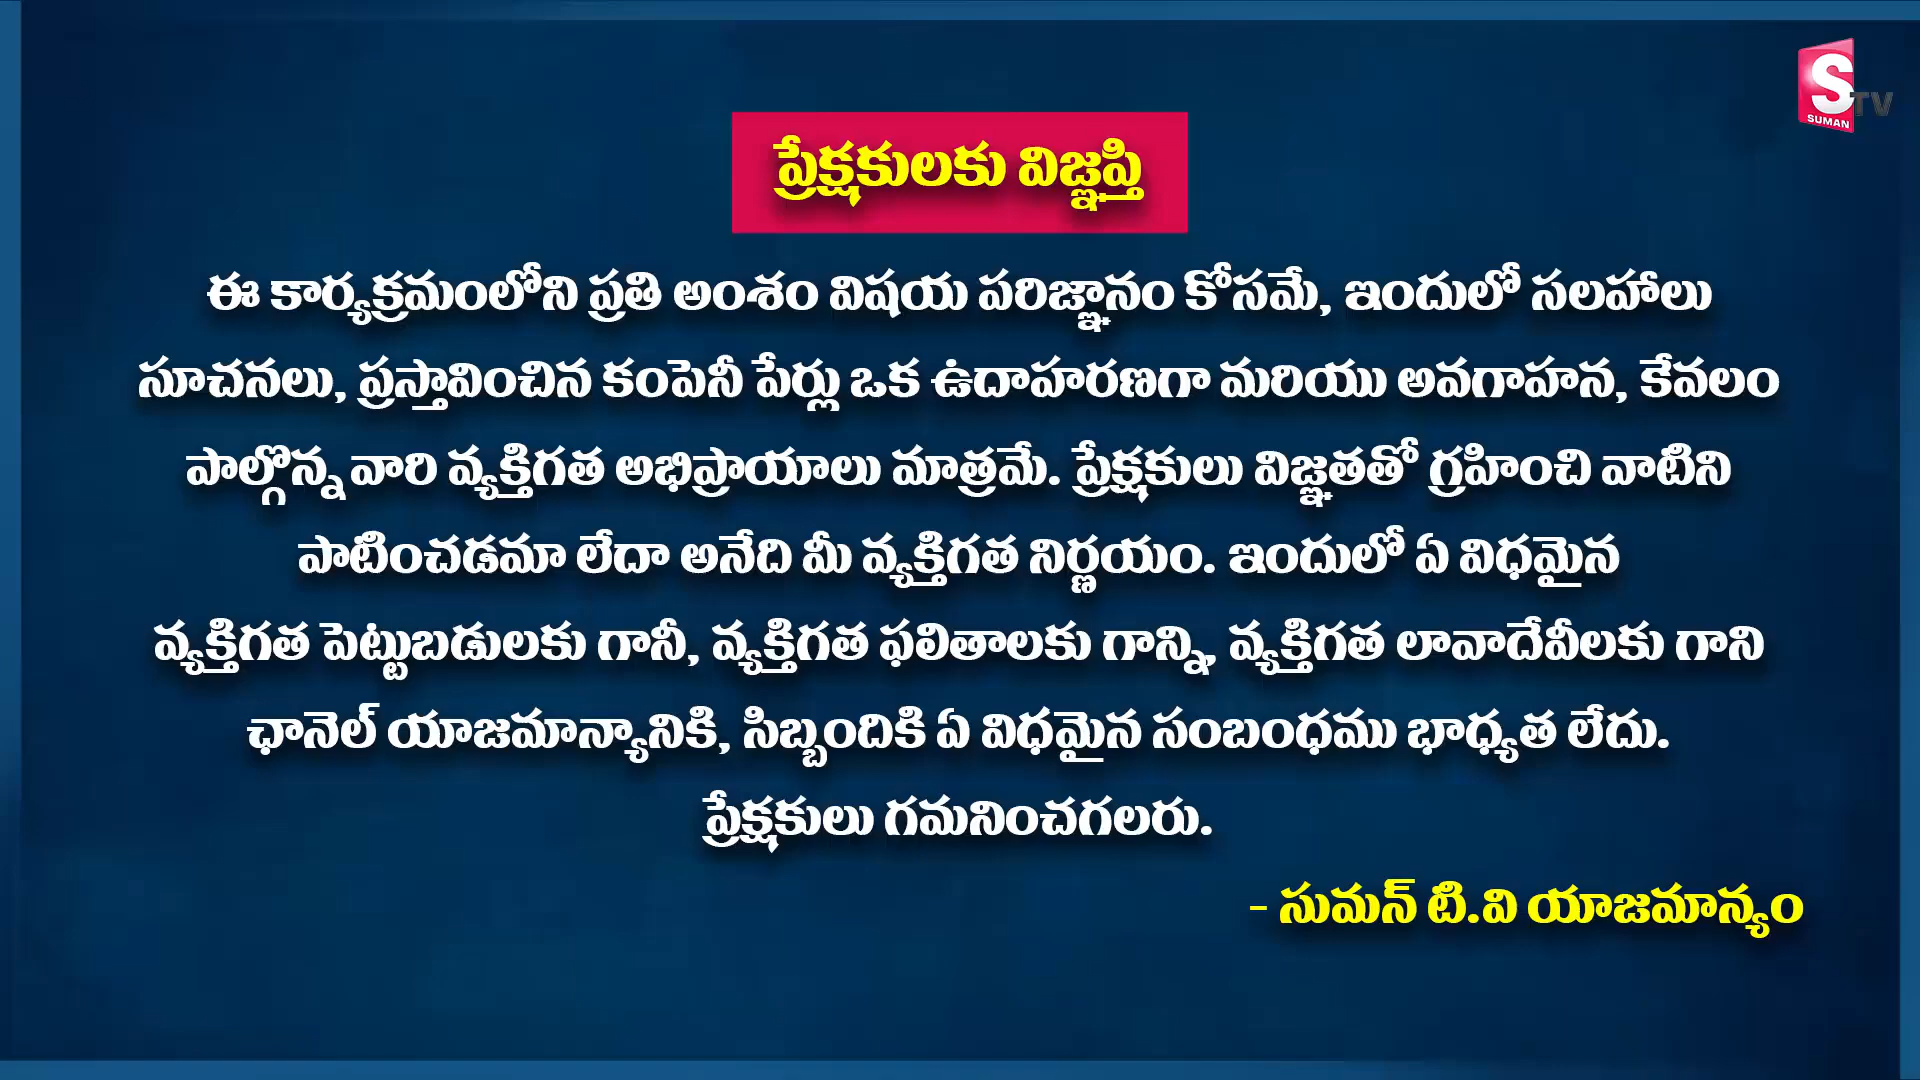 S
TV
SUMAN
ప్రేక్షకులకు విజ్ఞప్తి
ఈ కార్యక్రమంలోని ప్రతి అంశం విషయ పరిజ్ఞానం కోసమే, ఇందులో సలహాలు
సూచనలు, ప్రస్తావించిన కంపెనీ పేర్లు ఒక ఉదాహరణగా మరియు అవగాహన, కేవలం
పాల్గొన్న వారి వ్యక్తిగత అభిప్రాయాలు మాత్రమే. ప్రేక్షకులు విజ్ఞతతో గ్రహించి వాటిని
పాటించడమా లేదా అనేది మీ వ్యక్తిగత నిర్ణయం. ఇందులో ఏ విధమైన
వ్యక్తిగత పెట్టుబడులకు గానీ, వ్యక్తిగత ఫలితాలకు గాన్ని, వ్యక్తిగత లావాదేవీలకు గాని
ఛానెల్ యాజమాన్యానికి, సిబ్బందికి ఏ విధమైన సంబంధము భాధ్యత లేదు.
ప్రేక్షకులు గమనించగలరు.
- సుమన్ టి.వి యాజమాన్యం